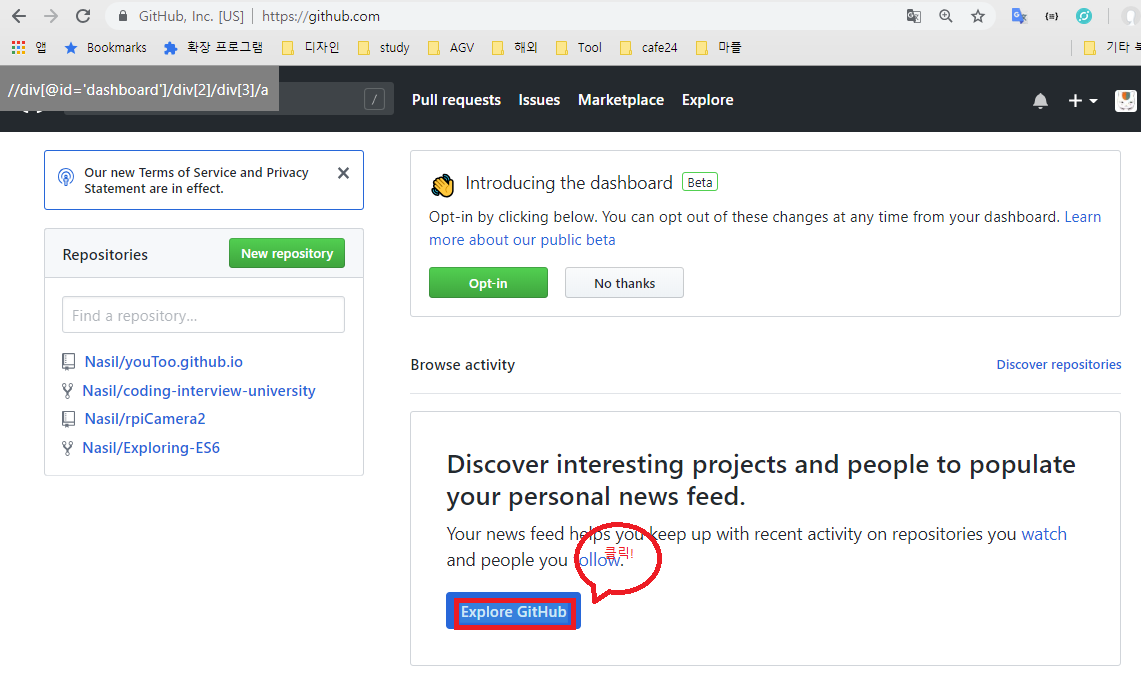 GitHub, Inc. [US] https://github.com
앱 Bookmarks 확장 프로그램 디자인 study AGV 해외 Tool cafe24 마플 기타 북
//div[@id='dashboard']/div[2]/div[3]/a
/ Pull requests Issues Marketplace Explore
Our new Terms of Service and Privacy
Statement are in effect.
Repositories New repository
Find a repository...
Nasil/youToo.github.io
Nasil/coding-interview-university
Nasil/rpiCamera2
Nasil/Exploring-ES6
Introducing the dashboard Beta
Opt-in by clicking below. You can opt out of these changes at any time from your dashboard. Learn
more about our public beta
Opt-in No thanks
Browse activity Discover repositories
Discover interesting projects and people to populate
your personal news feed.
Your news feed helps you keep up with recent activity on repositories you watch
and people you follow.
클릭!
Explore GitHub